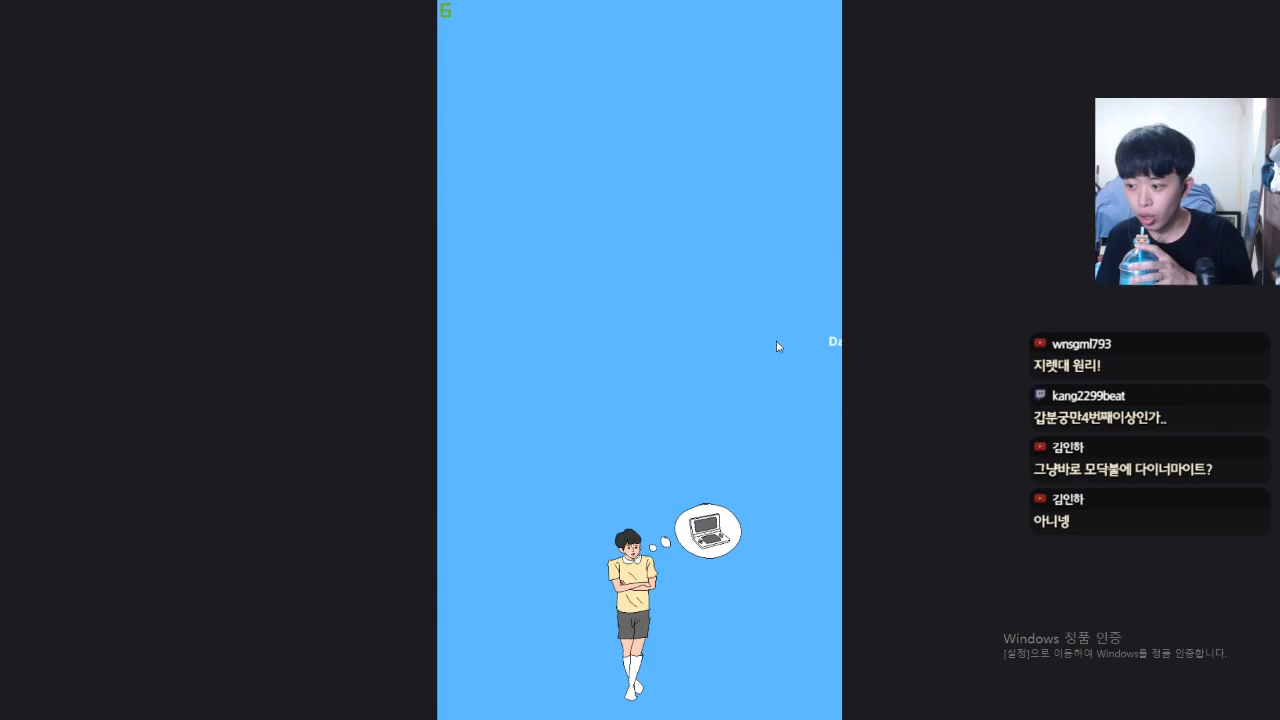 6
Da
wnsgml793
지렛대 원리!
kang2299beat
갑분궁만4번째이상인가..
김인하
그냥바로 모닥불에 다이너마이트?
김인하
아니넹
Windows 정품 인증
[설정]으로 이동하여 Windows를 정품 인증합니다.